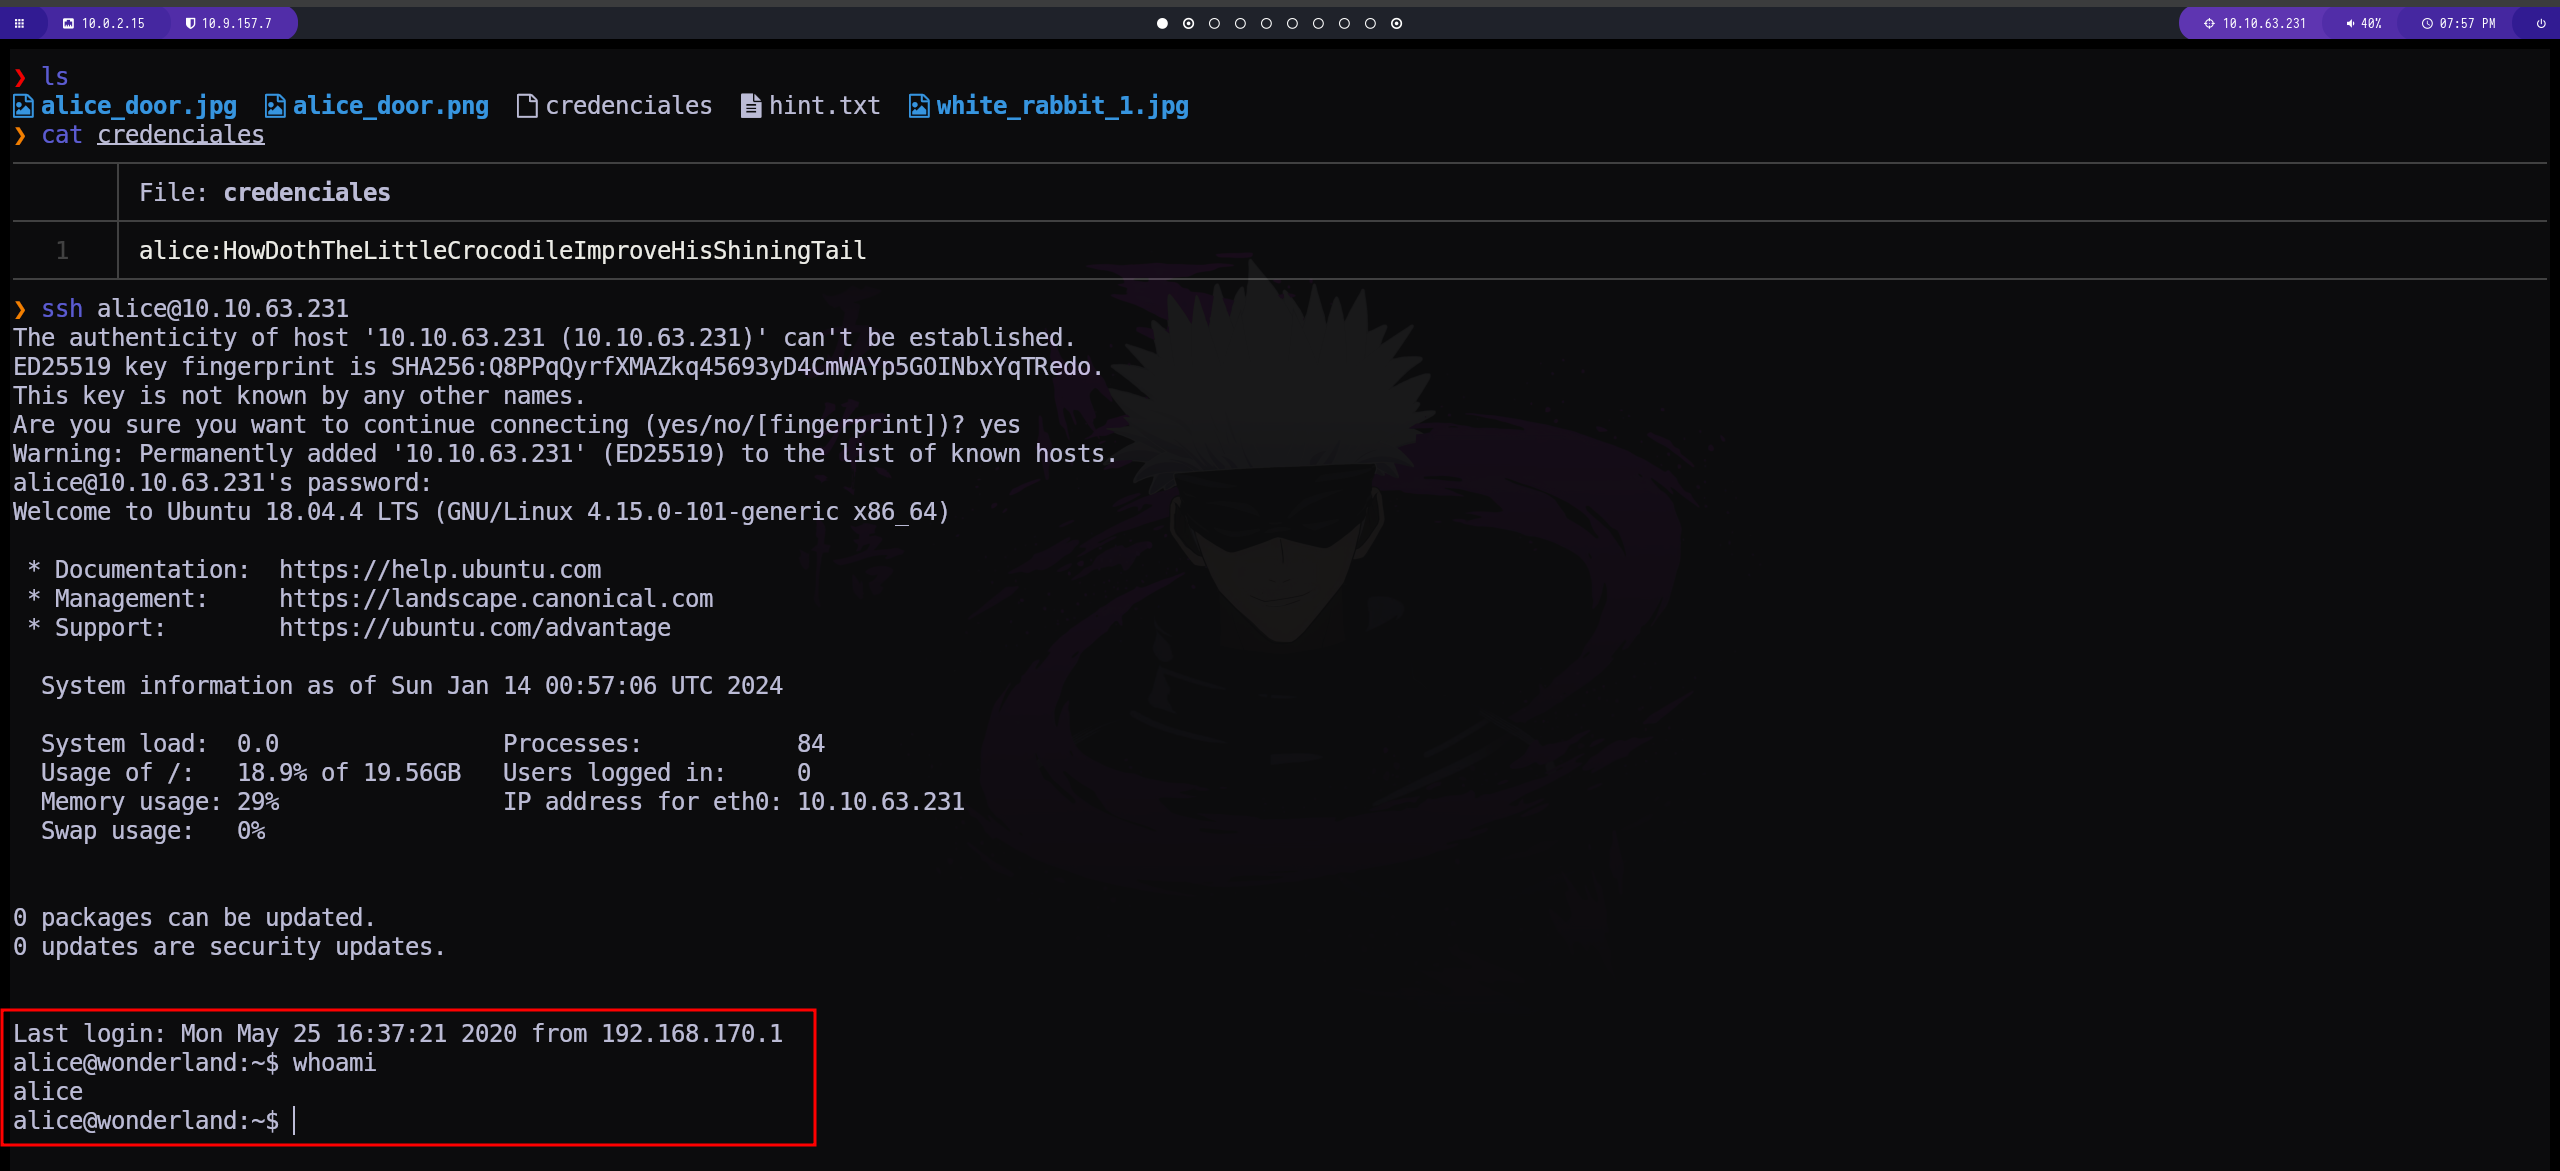 10.0.2.15 10.9.157.7 10.10.63.231 40% 07:57 PM
❯ ls
alice_door.jpg alice_door.png credenciales hint.txt white_rabbit_1.jpg
❯ cat credenciales
File: credenciales
1 alice:HowDothTheLittleCrocodileImproveHisShiningTail
❯ ssh alice@10.10.63.231
The authenticity of host '10.10.63.231 (10.10.63.231)' can't be established.
ED25519 key fingerprint is SHA256:Q8PPqQyrfXMAZkq45693yD4CmWAYp5GOINbxYqTRedo.
This key is not known by any other names.
Are you sure you want to continue connecting (yes/no/[fingerprint])? yes
Warning: Permanently added '10.10.63.231' (ED25519) to the list of known hosts.
alice@10.10.63.231's password:
Welcome to Ubuntu 18.04.4 LTS (GNU/Linux 4.15.0-101-generic x86_64)
* Documentation: https://help.ubuntu.com
* Management: https://landscape.canonical.com
* Support: https://ubuntu.com/advantage
System information as of Sun Jan 14 00:57:06 UTC 2024
System load: 0.0 Processes: 84
Usage of /: 18.9% of 19.56GB Users logged in: 0
Memory usage: 29% IP address for eth0: 10.10.63.231
Swap usage: 0%
0 packages can be updated.
0 updates are security updates.
Last login: Mon May 25 16:37:21 2020 from 192.168.170.1
alice@wonderland:~$ whoami
alice
alice@wonderland:~$